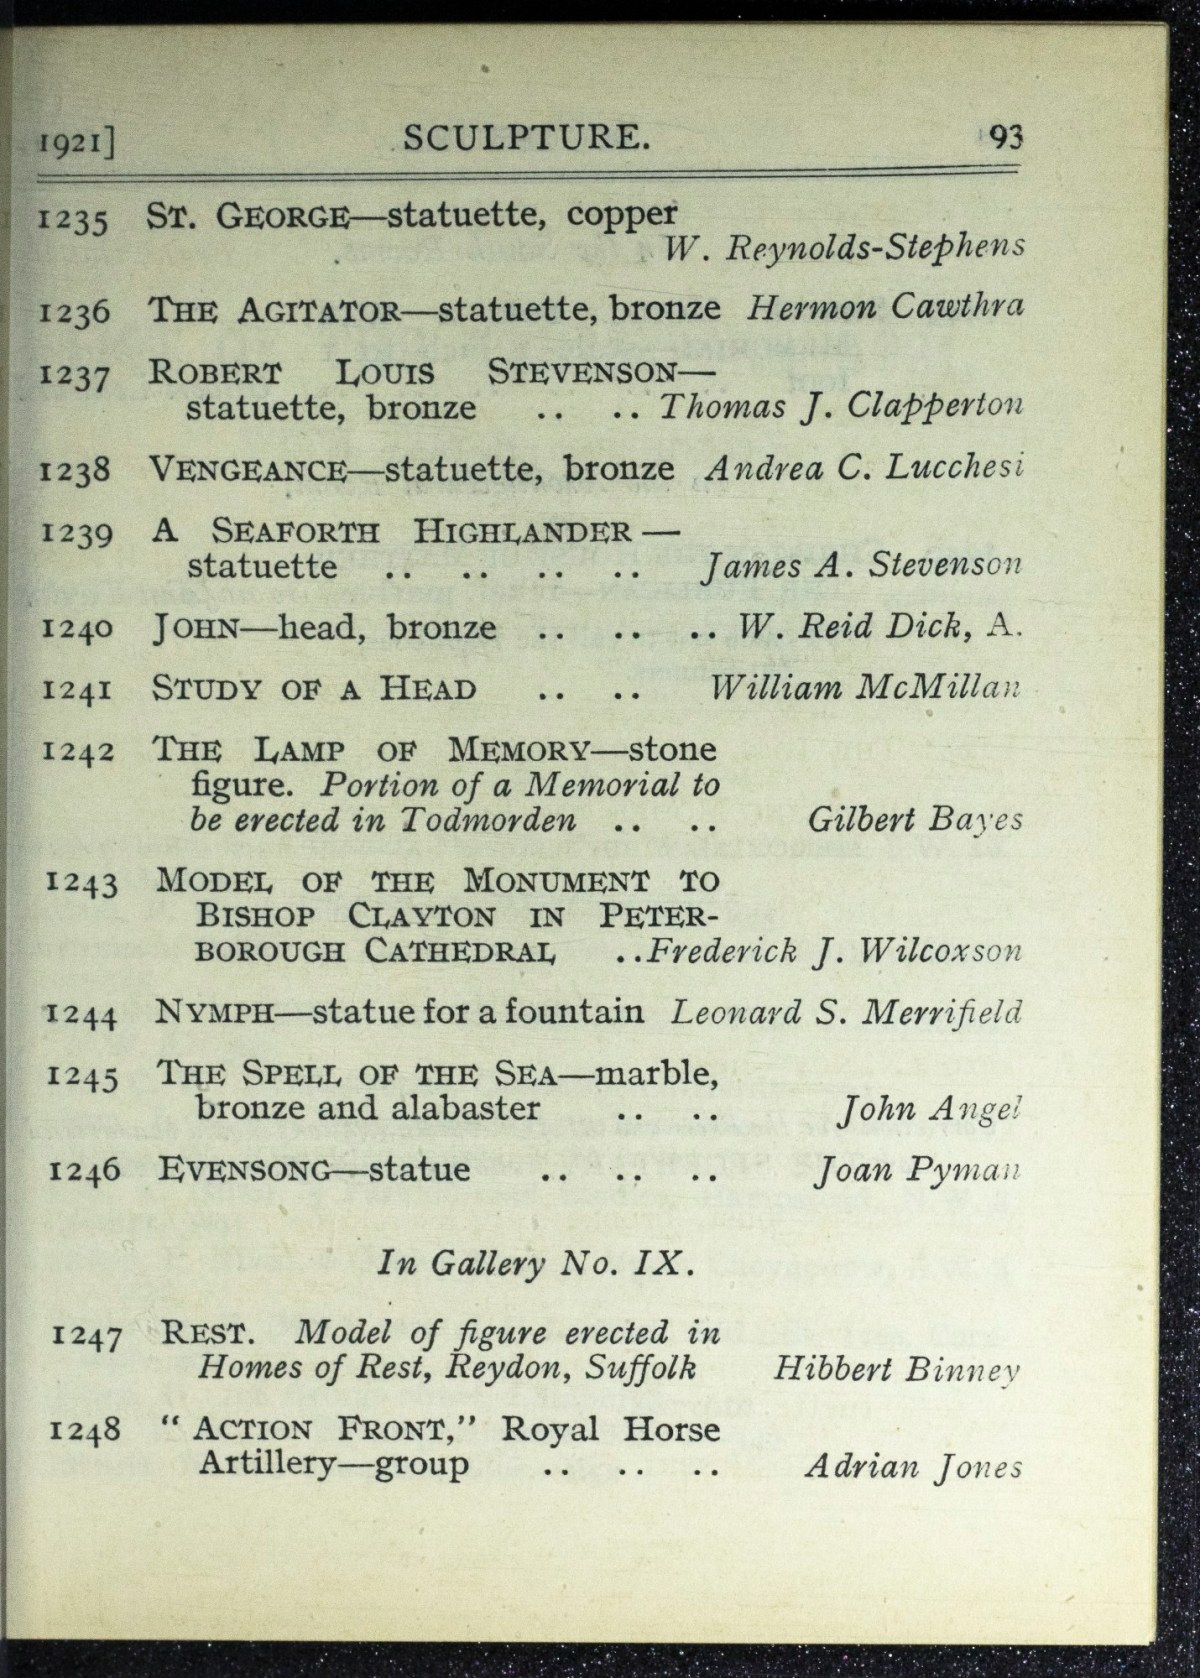 1921] SCULPTURE. 93
1235 ST. GEORGE—statuette, copper
W. Reynolds-Stephens
1236 THE AGITATOR—statuette, bronze Hermon Cawthra
1237 ROBERT LOUIS STEVENSON—
statuette, bronze .. .. Thomas J. Clapperton
1238 VENGEANCE—statuette, bronze Andrea C. Lucchesi
1239 A SEAFORTH HIGHLANDER —
statuette .. .. .. .. James A. Stevenson
1240 JOHN—head, bronze .. .. .. W. Reid Dick, A.
1241 STUDY OF A HEAD .. .. William McMillan
1242 THE LAMP OF MEMORY—stone
figure. Portion of a Memorial to
be erected in Todmorden .. .. Gilbert Bayes
1243 MODEL OF THE MONUMENT TO
BISHOP CLAYTON IN PETER-
BOROUGH CATHEDRAL .. Frederick J. Wilcoxson
1244 NYMPH—statue for a fountain Leonard S. Merrifield
1245 THE SPELL OF THE SEA—marble,
bronze and alabaster .. .. John Angel
1246 EVENSONG—statue .. .. .. Joan Pyman
In Gallery No. IX.
1247 REST. Model of figure erected in
Homes of Rest, Reydon, Suffolk Hibbert Binney
1248 " ACTION FRONT," Royal Horse
Artillery—group .. .. .. Adrian Jones